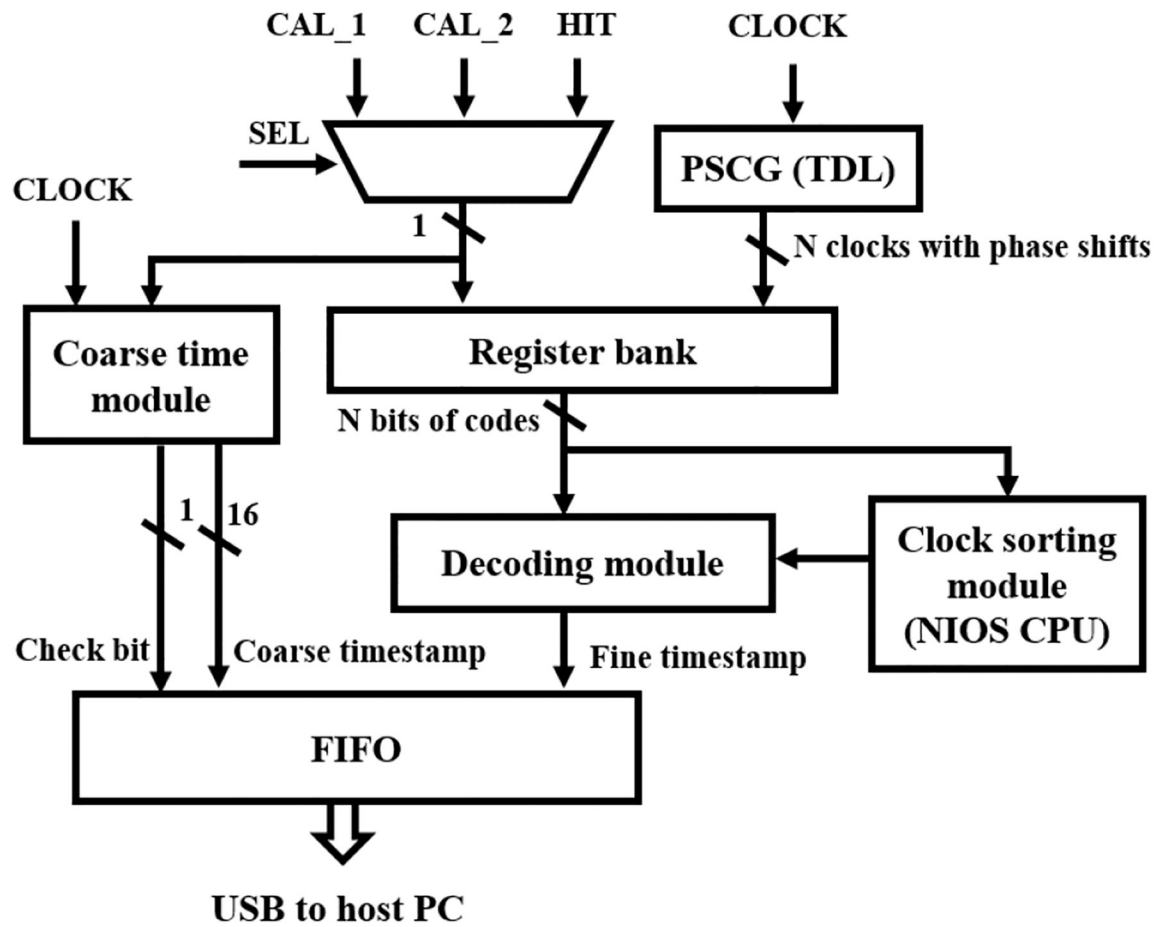 CAL_1
CAL_2
HIT
CLOCK
SEL
PSCG (TDL)
CLOCK
1
N clocks with phase shifts
Coarse time
module
Register bank
N bits of codes
1
16
Decoding module
Clock sorting
module
(NIOS CPU)
Check bit
Coarse timestamp
Fine timestamp
FIFO
USB to host PC